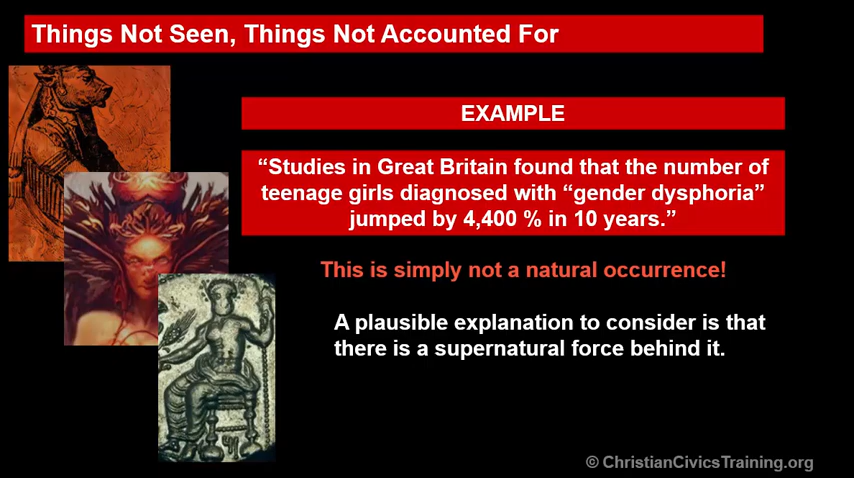 Things Not Seen, Things Not Accounted For
EXAMPLE
“Studies in Great Britain found that the number of
teenage girls diagnosed with “gender dysphoria”
jumped by 4,400 % in 10 years.”
This is simply not a natural occurrence!
A plausible explanation to consider is that
there is a supernatural force behind it.
© ChristianCivicsTraining.org